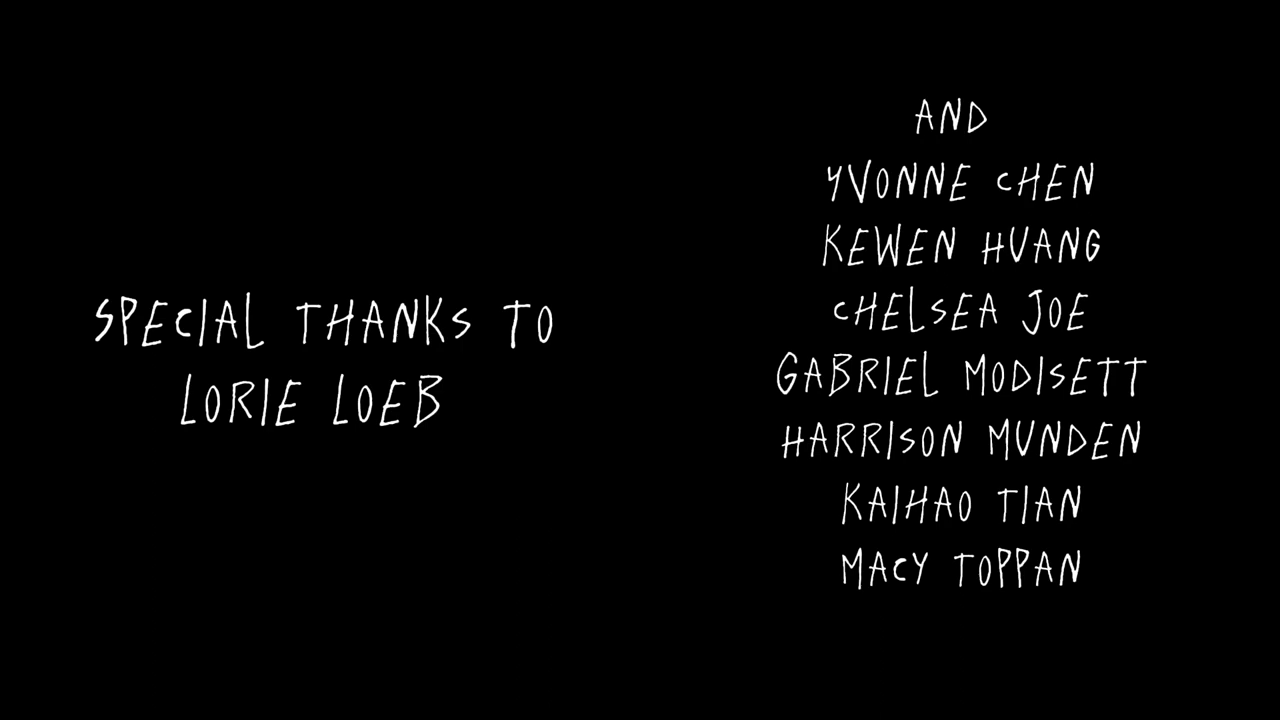 SPECIAL THANKS TO
LORIE LOEB
AND
YVONNE CHEN
KEWEN HUANG
CHELSEA JOE
GABRIEL MODISETT
HARRISON MUNDEN
KAIHAO TIAN
MACY TOPPAN